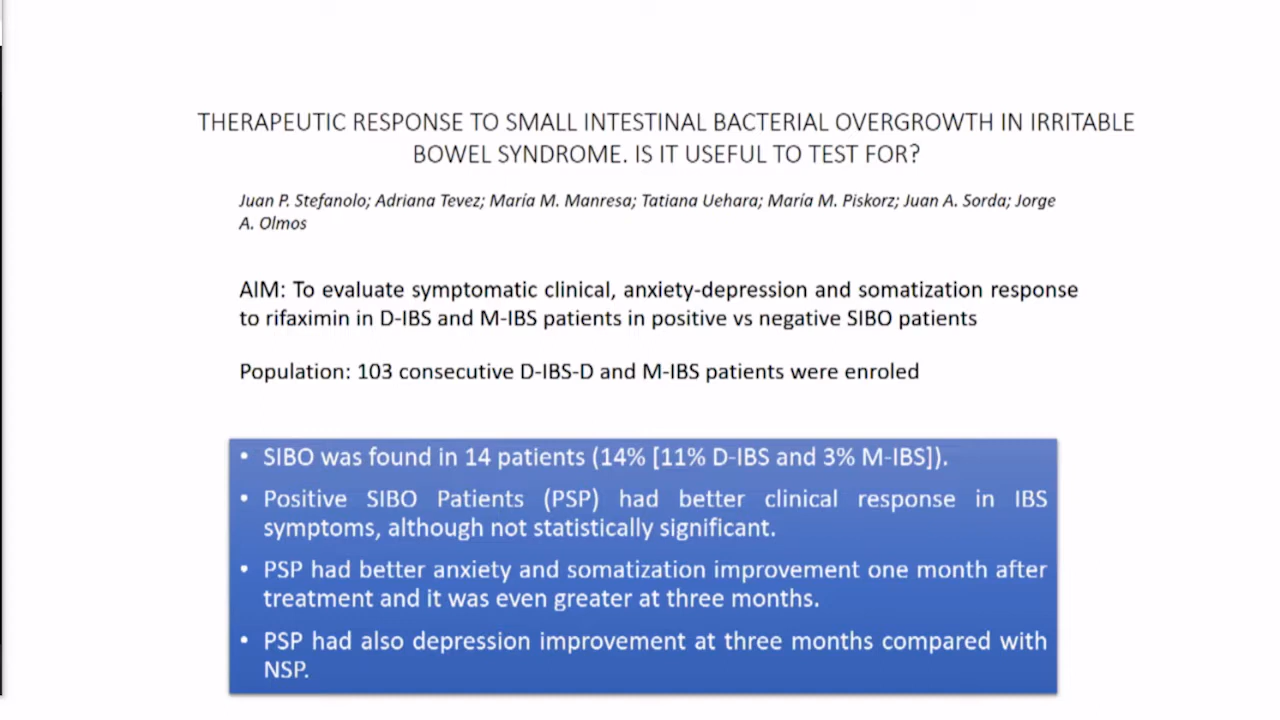 THERAPEUTIC RESPONSE TO SMALL INTESTINAL BACTERIAL OVERGROWTH IN IRRITABLE
BOWEL SYNDROME. IS IT USEFUL TO TEST FOR?
Juan P. Stefanolo; Adriana Tevez; María M. Manresa; Tatiana Uehara; María M. Piskorz; Juan A. Sorda; Jorge
A. Olmos
AIM: To evaluate symptomatic clinical, anxiety-depression and somatization response
to rifaximin in D-IBS and M-IBS patients in positive vs negative SIBO patients
Population: 103 consecutive D-IBS-D and M-IBS patients were enroled
• SIBO was found in 14 patients (14% [11% D-IBS and 3% M-IBS]).
• Positive SIBO Patients (PSP) had better clinical response in IBS
symptoms, although not statistically significant.
• PSP had better anxiety and somatization improvement one month after
treatment and it was even greater at three months.
• PSP had also depression improvement at three months compared with
NSP.